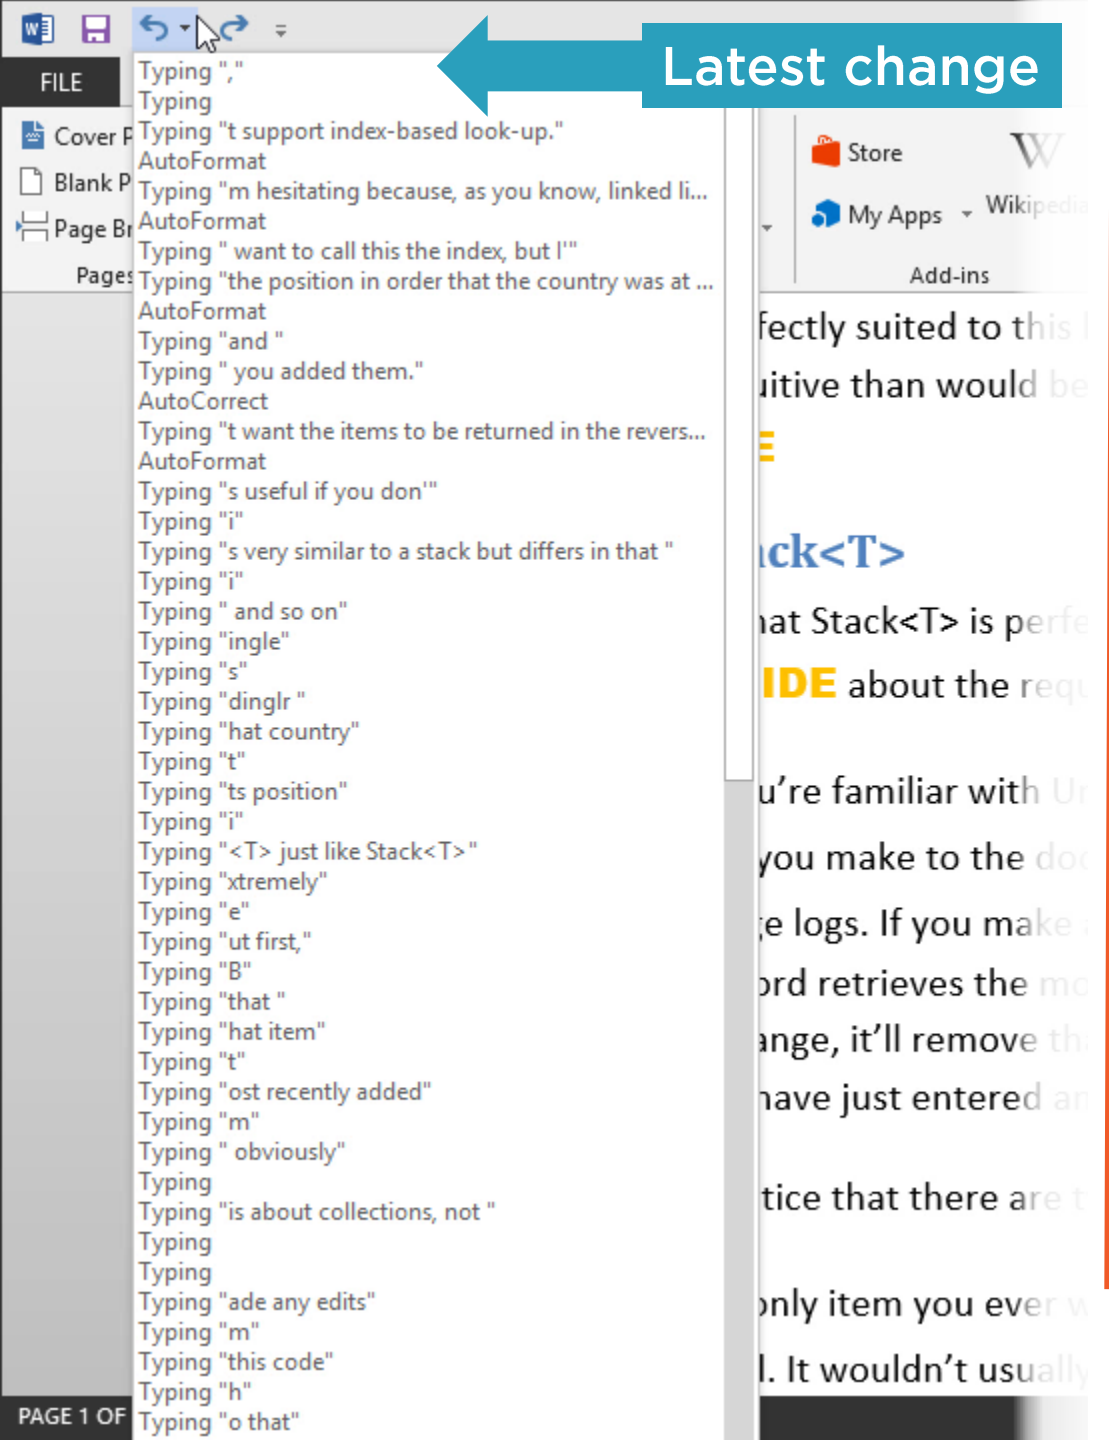 Latest change
FILE
Typing ","
Typing
Typing "t support index-based look-up."
AutoFormat
Typing "m hesitating because, as you know, linked li...
AutoFormat
Typing " want to call this the index, but I'"
Typing "the position in order that the country was at ...
AutoFormat
Typing "and "
Typing " you added them."
AutoCorrect
Typing "t want the items to be returned in the revers...
AutoFormat
Typing "s useful if you don'"
Typing "i"
Typing "s very similar to a stack but differs in that "
Typing "i"
Typing " and so on"
Typing "ingle"
Typing "s"
Typing "dinglr "
Typing "hat country"
Typing "t"
Typing "ts position"
Typing "i"
Typing "<T> just like Stack<T>"
Typing "xtremely"
Typing "e"
Typing "ut first,"
Typing "B"
Typing "that "
Typing "hat item"
Typing "t"
Typing "ost recently added"
Typing "m"
Typing " obviously"
Typing
Typing "is about collections, not "
Typing
Typing
Typing "ade any edits"
Typing "m"
Typing "this code"
Typing "h"
Typing "o that"
Cover P
Blank P
Page Br
Pages
Store
My Apps
W
Wikipedia
Add-ins
fectly suited to this
uitive than would be
E
ack<T>
hat Stack<T> is perfe
IDE about the requ
u're familiar with Un
you make to the doc
ge logs. If you make a
ord retrieves the mo
ange, it'll remove tha
have just entered an
tice that there are t
only item you ever w
l. It wouldn't usually
PAGE 1 OF